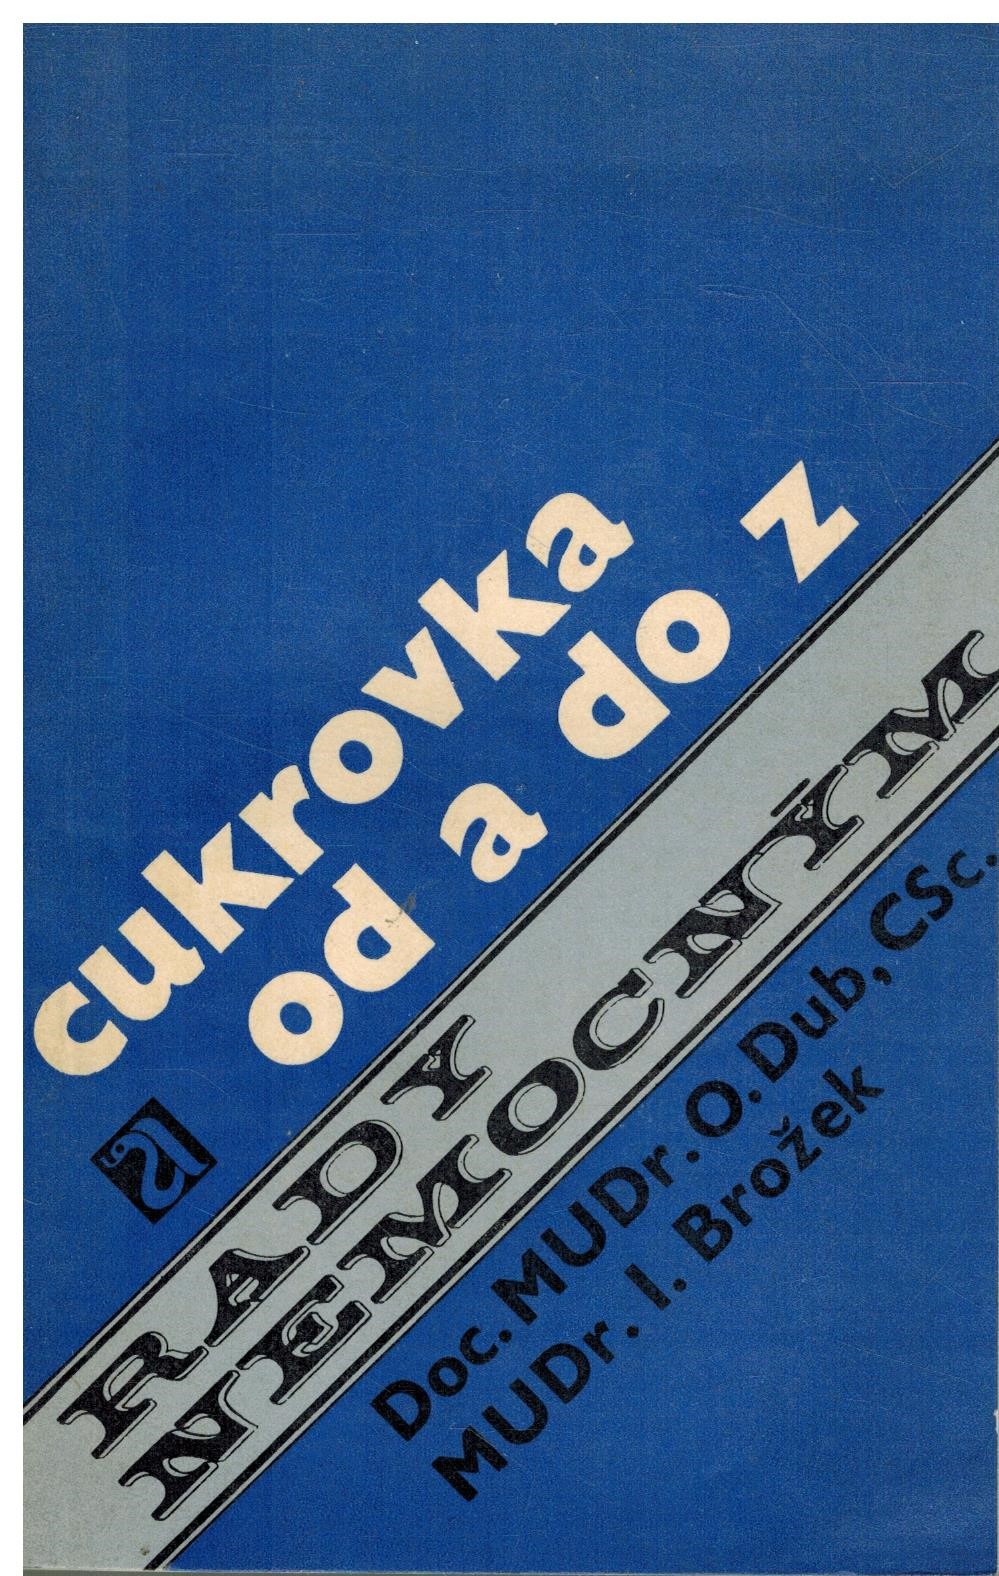 cukrovka
od a do z
a
RADY
NEMOCNÝM
Doc. MUDr. O. Dub, CSc.
MUDr. I. Brožek